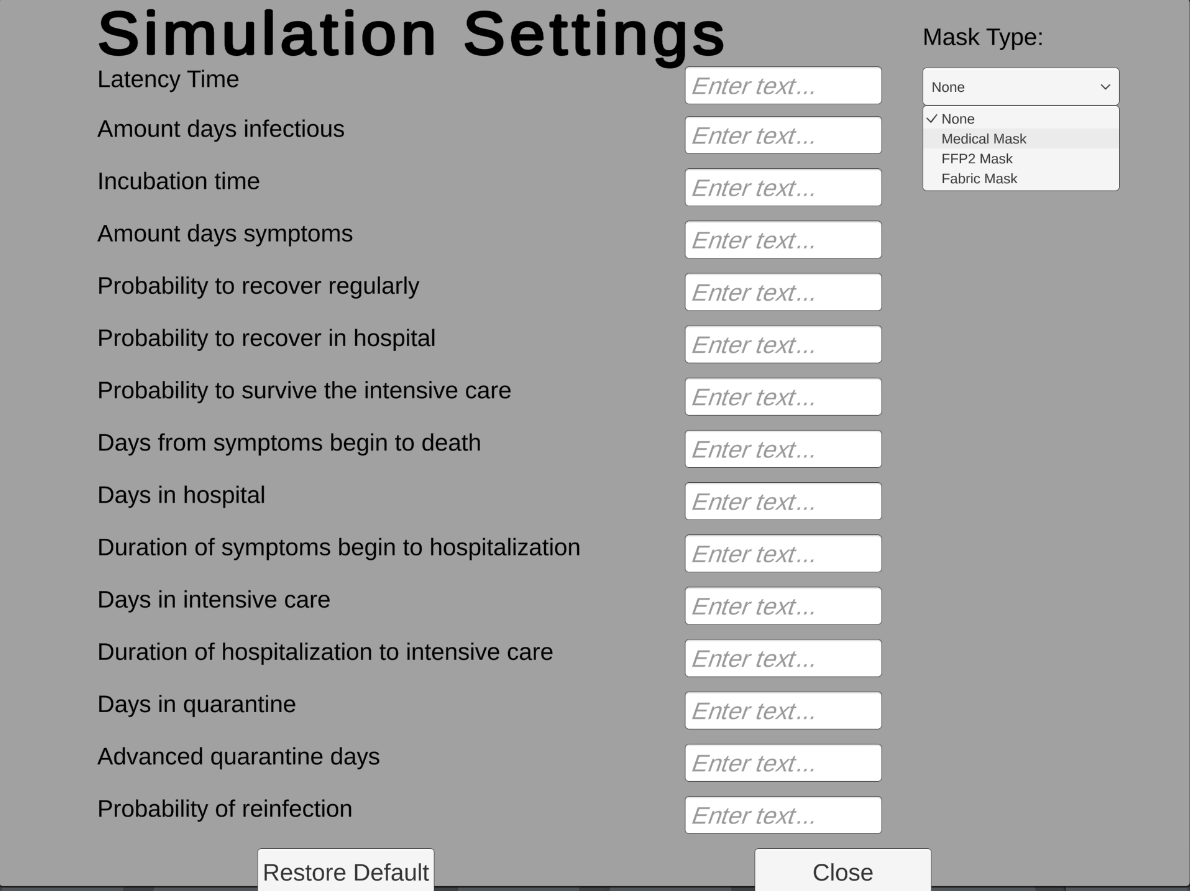 Simulation Settings
Mask Type:
Latency Time
Enter text...
None
Amount days infectious
Enter text...
None
Medical Mask
FFP2 Mask
Fabric Mask
Incubation time
Enter text...
Amount days symptoms
Enter text...
Probability to recover regularly
Enter text...
Probability to recover in hospital
Enter text...
Probability to survive the intensive care
Enter text...
Days from symptoms begin to death
Enter text...
Days in hospital
Enter text...
Duration of symptoms begin to hospitalization
Enter text...
Days in intensive care
Enter text...
Duration of hospitalization to intensive care
Enter text...
Days in quarantine
Enter text...
Advanced quarantine days
Enter text...
Probability of reinfection
Enter text...
Restore Default
Close